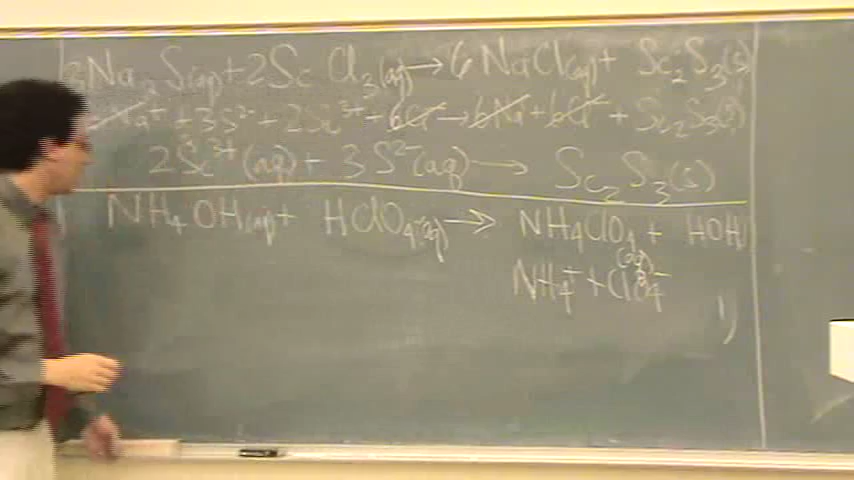 3Na₂S(aq) + 2ScCl₃(aq) → 6NaCl(aq) + Sc₂S₃(s)
Na⁺ + 3S²⁻ + 2Sc³⁺ + 6Cl⁻ → 6Na⁺ + 6Cl⁻ + Sc₂S₃(s)
2Sc³⁺(aq) + 3S²⁻(aq) → Sc₂S₃(s)
NH₄OH(aq) + HClO₄(aq) → NH₄ClO₄ + HOH
(aq)
NH₄⁺ + ClO₄⁻